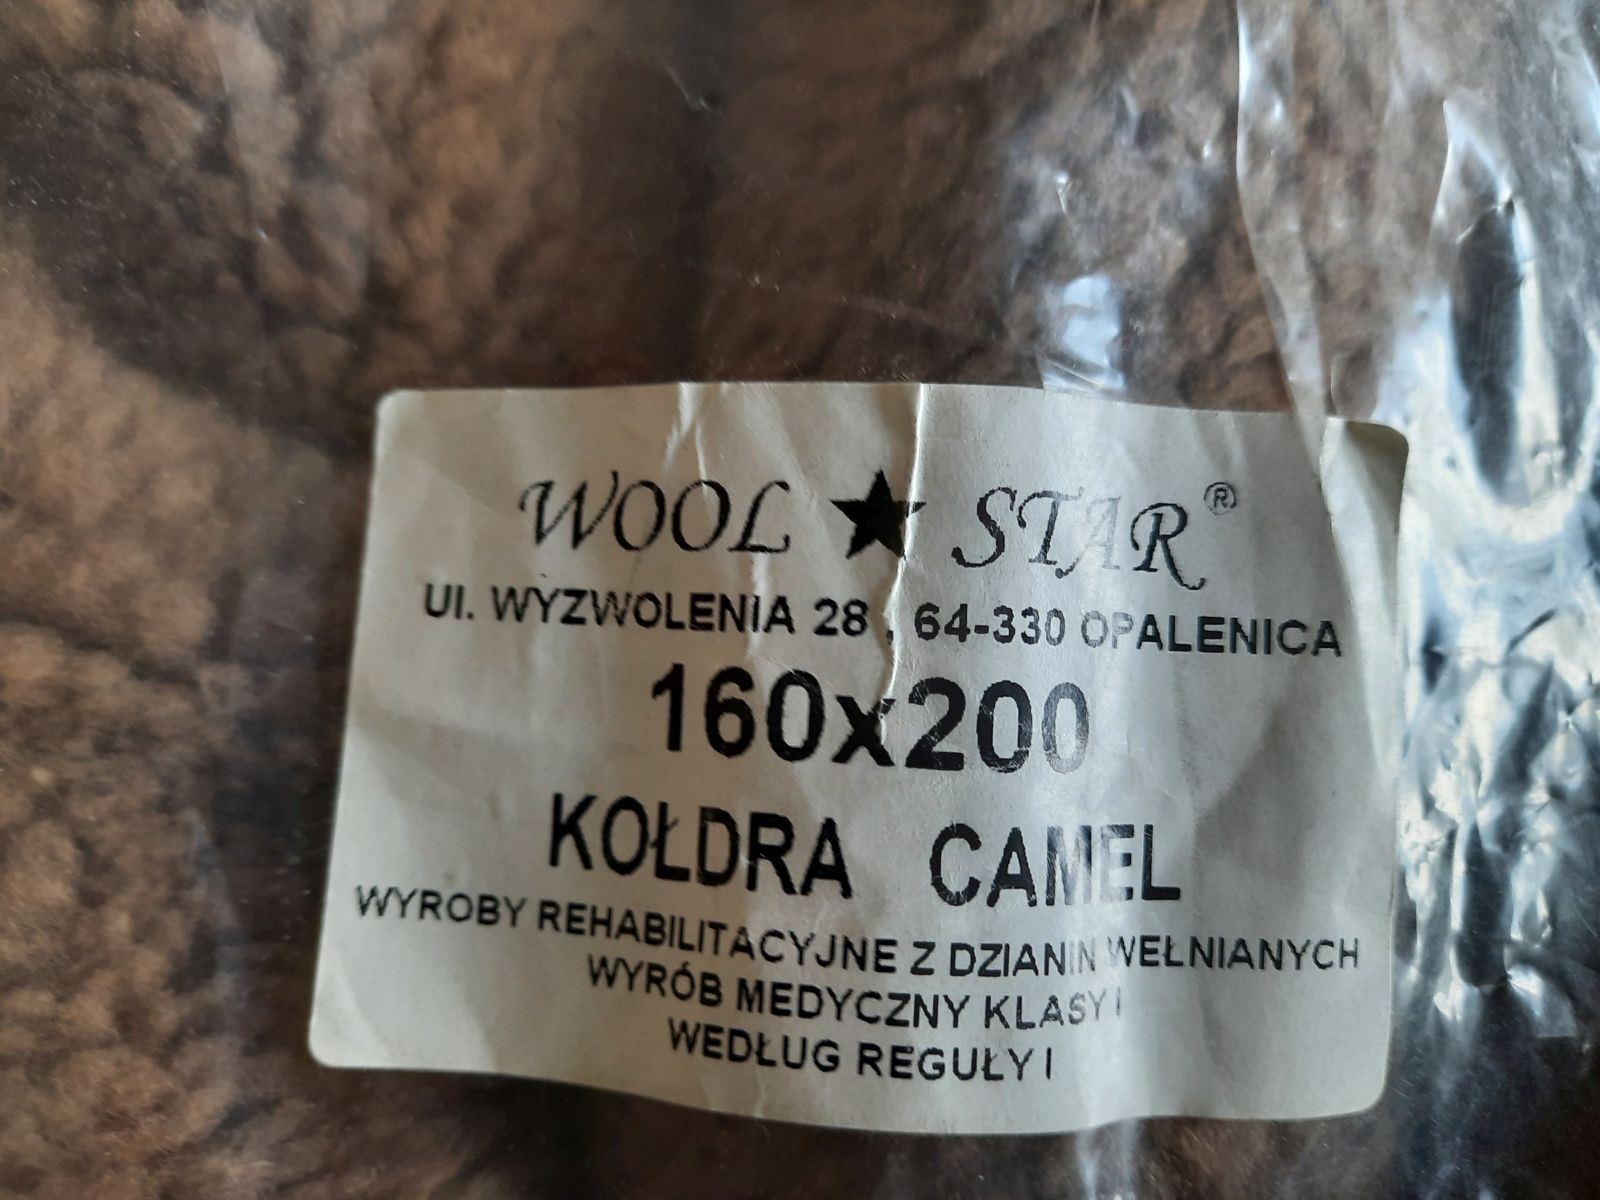 WOOL ★ STAR®
Ul. WYZWOLENIA 28 , 64-330 OPALENICA
160x200
KOŁDRA CAMEL
WYROBY REHABILITACYJNE Z DZIANIN WEŁNIANYCH
WYRÓB MEDYCZNY KLASY I
WEDŁUG REGUŁY I